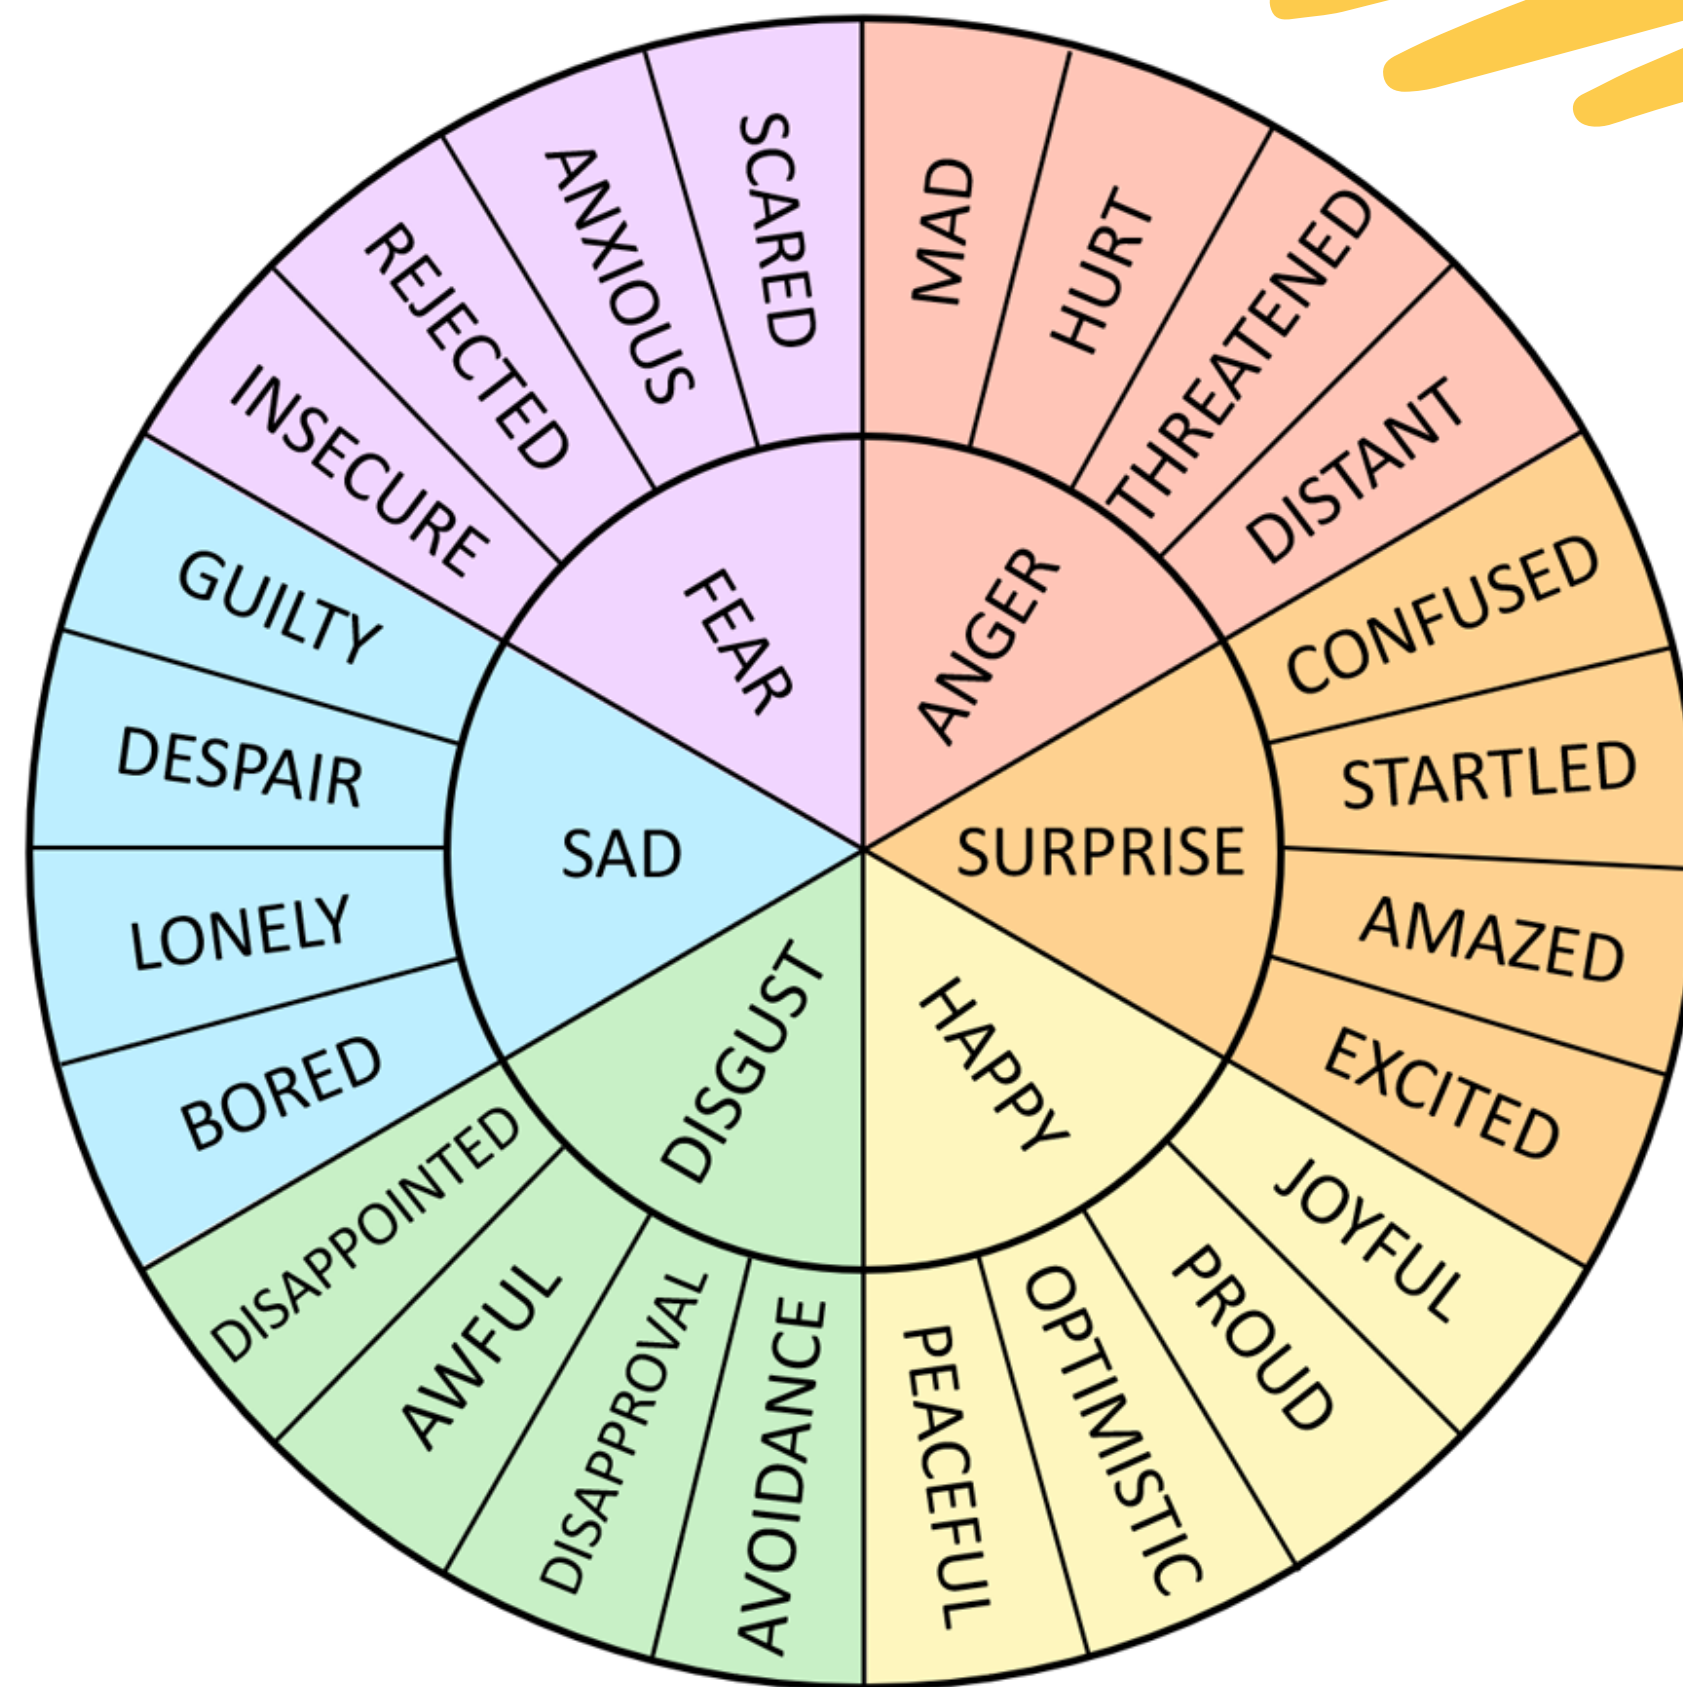 FEAR
ANGER
SURPRISE
HAPPY
DISGUST
SAD
MAD
HURT
THREATENED
DISTANT
CONFUSED
STARTLED
AMAZED
EXCITED
JOYFUL
PROUD
OPTIMISTIC
PEACEFUL
AVOIDANCE
DISAPPROVAL
AWFUL
DISAPPOINTED
BORED
LONELY
DESPAIR
GUILTY
INSECURE
REJECTED
ANXIOUS
SCARED